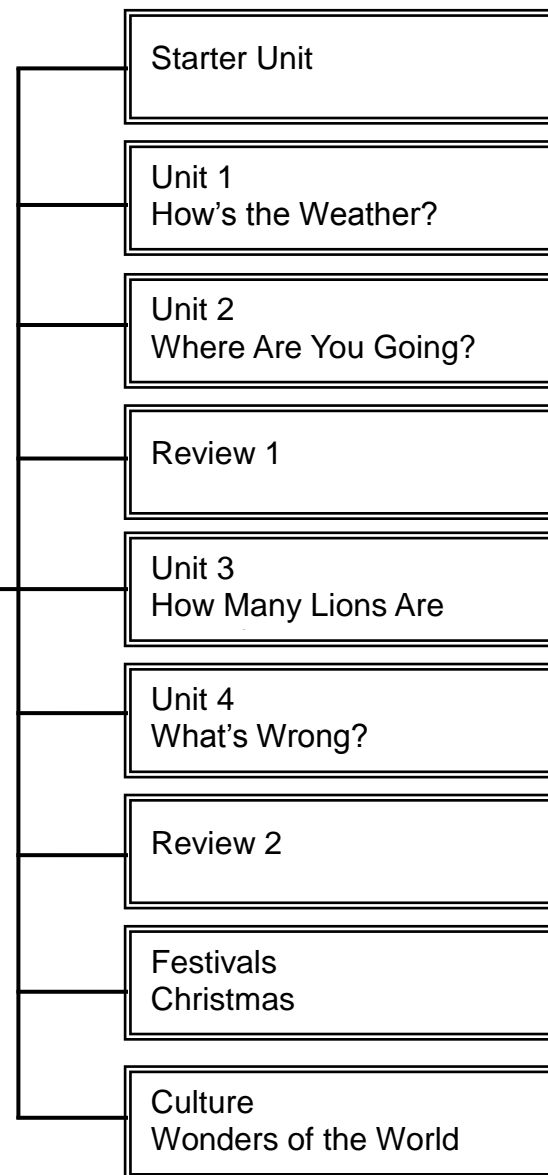 Starter Unit
Unit 1
How’s the Weather?
Unit 2
Where Are You Going?
Review 1
Unit 3
How Many Lions Are
Unit 4
What’s Wrong?
Review 2
Festivals
Christmas
Culture
Wonders of the World